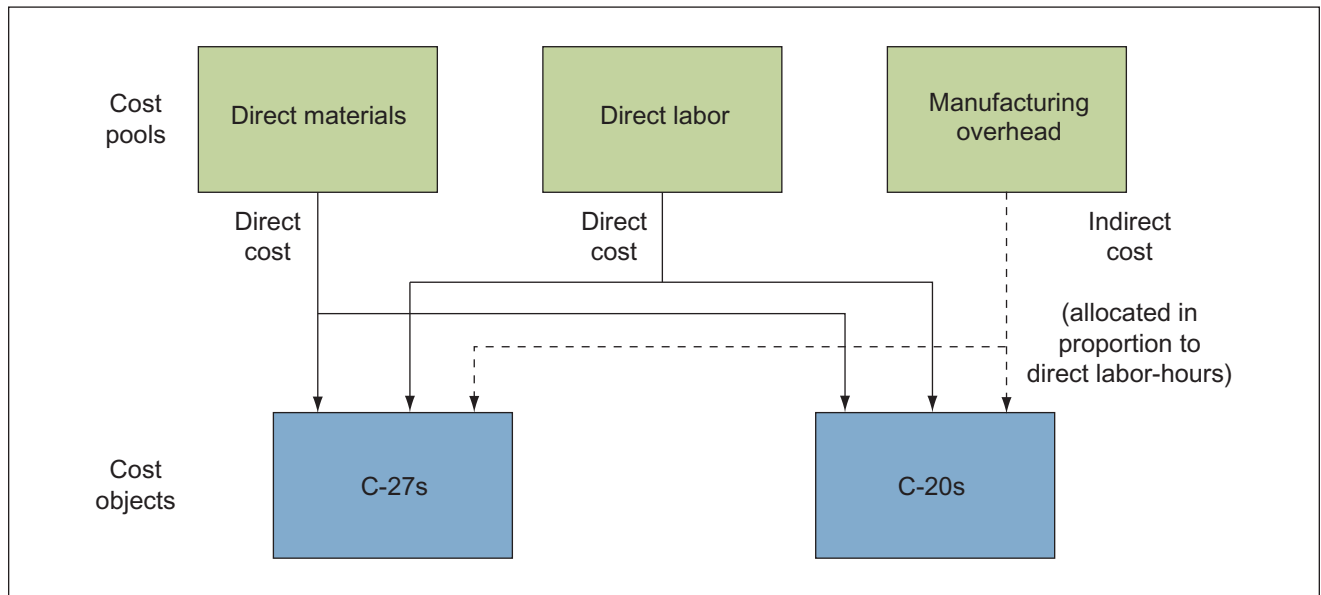 Cost
pools
Direct materials
Direct labor
Manufacturing
overhead
Direct
cost
Direct
cost
Indirect
cost
(allocated in
proportion to
direct labor-hours)
Cost
objects
C-27s
C-20s